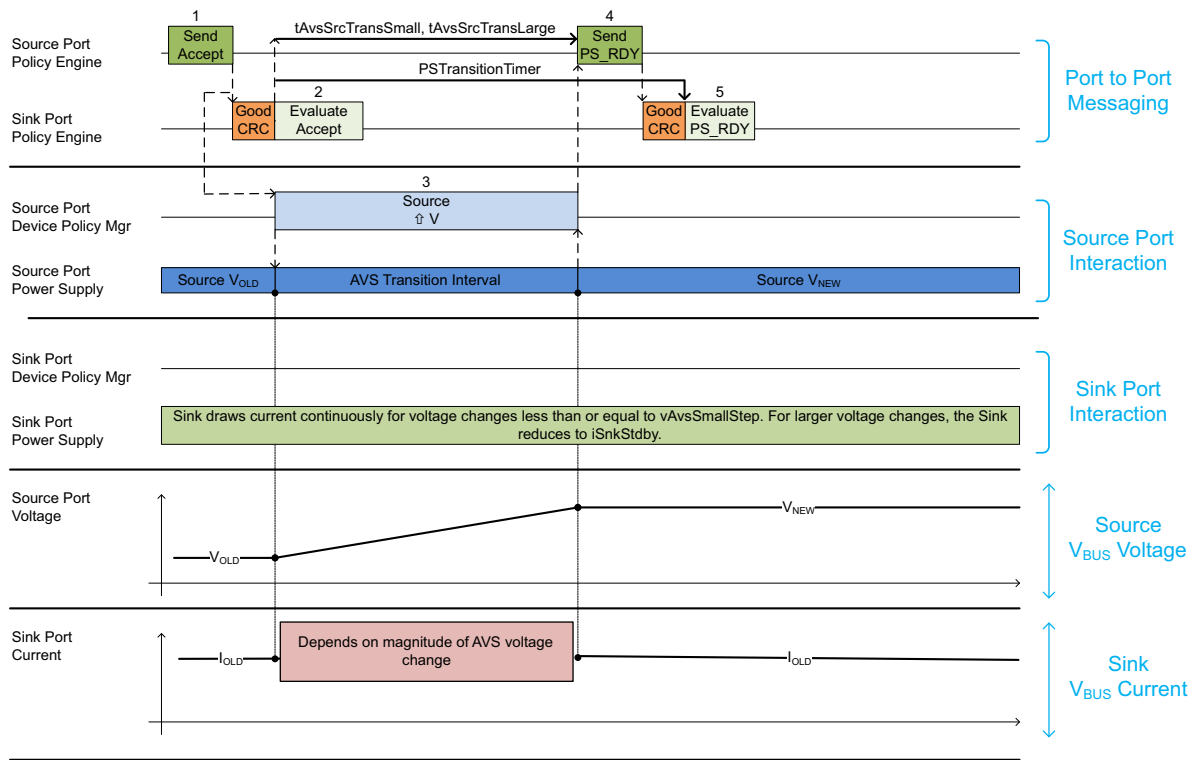 1
4
tAvsSrcTransSmall, tAvsSrcTransLarge
Source Port
Policy Engine
Send
Accept
Send
PS_RDY
PSTransitionTimer
Port to Port
Messaging
2
5
Sink Port
Policy Engine
Good
CRC
Evaluate
Accept
Good
CRC
Evaluate
PS_RDY
3
Source Port
Device Policy Mgr
Source
⇧ V
Source Port
Interaction
Source Port
Power Supply
Source VOLD
AVS Transition Interval
Source VNEW
Sink Port
Device Policy Mgr
Sink Port
Interaction
Sink Port
Power Supply
Sink draws current continuously for voltage changes less than or equal to vAvsSmallStep. For larger voltage changes, the Sink
reduces to iSnkStdby.
Source Port
Voltage
VOLD
VNEW
Source
VBUS Voltage
Sink Port
Current
IOLD
Depends on magnitude of AVS voltage
change
IOLD
Sink
VBUS Current